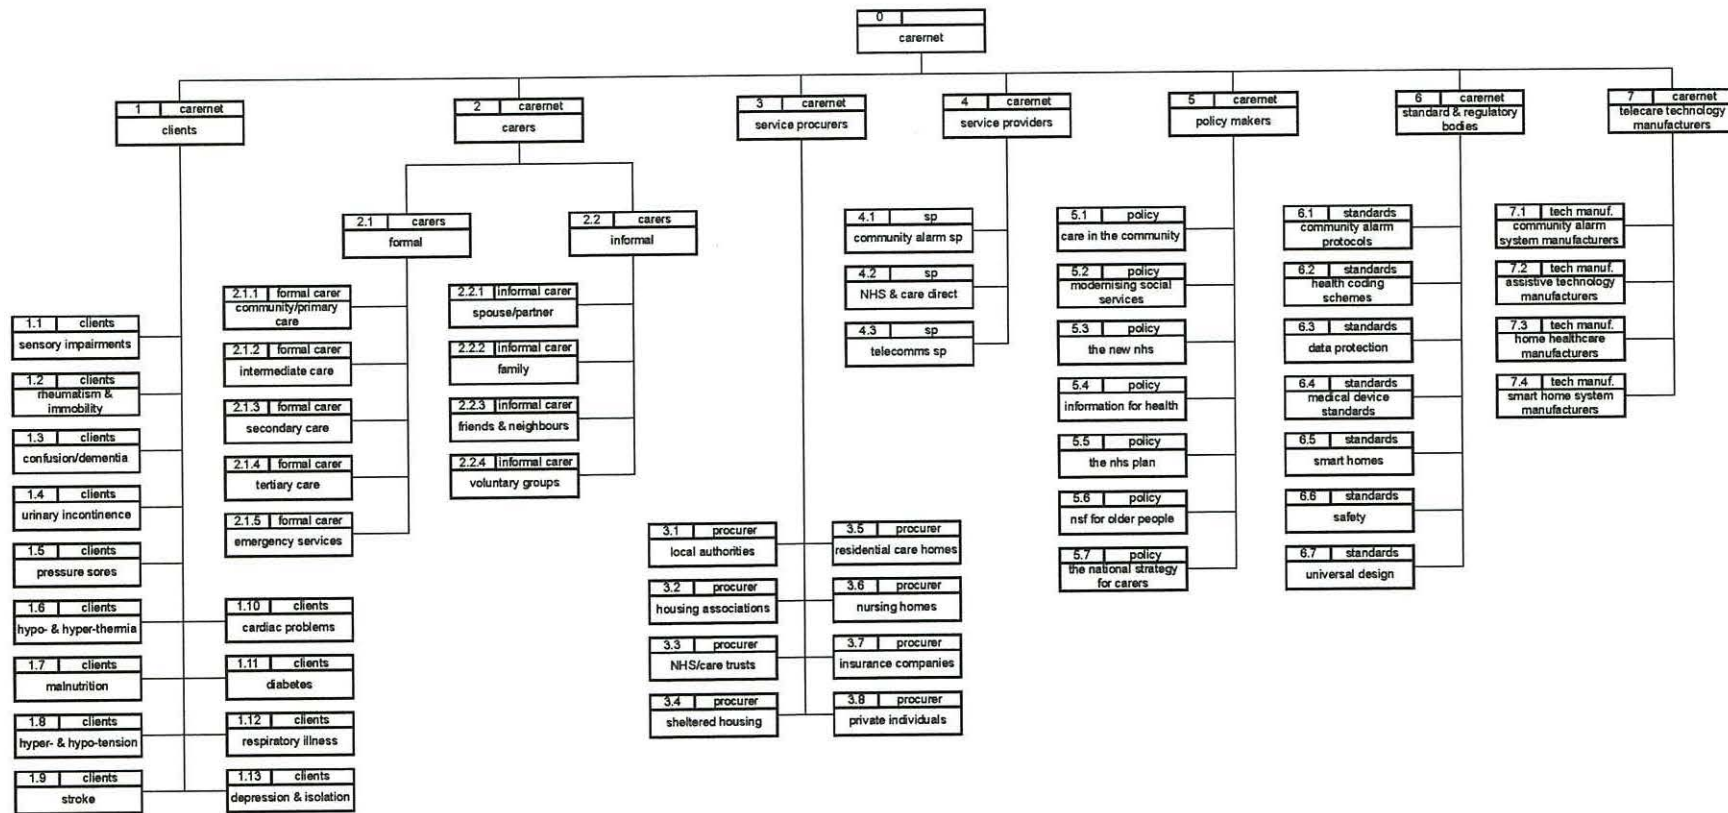 0
carernet
1 carernet
clients
2 carernet
carers
3 carernet
service procurers
4 carernet
service providers
5 carernet
policy makers
6 carernet
standard & regulatory
bodies
7 carernet
telecare technology
manufacturers
1.1 clients
sensory impairments
1.2 clients
rheumatism &
immobility
1.3 clients
confusion/dementia
1.4 clients
urinary incontinence
1.5 clients
pressure sores
1.6 clients
hypo- & hyper-thermia
1.7 clients
malnutrition
1.8 clients
hyper- & hypo-tension
1.9 clients
stroke
1.10 clients
cardiac problems
1.11 clients
diabetes
1.12 clients
respiratory illness
1.13 clients
depression & isolation
2.1 carers
formal
2.1.1 formal carer
community/primary
care
2.1.2 formal carer
intermediate care
2.1.3 formal carer
secondary care
2.1.4 formal carer
tertiary care
2.1.5 formal carer
emergency services
2.2 carers
informal
2.2.1 informal carer
spouse/partner
2.2.2 informal carer
family
2.2.3 informal carer
friends & neighbours
2.2.4 informal carer
voluntary groups
3.1 procurer
local authorities
3.2 procurer
housing associations
3.3 procurer
NHS/care trusts
3.4 procurer
sheltered housing
3.5 procurer
residential care homes
3.6 procurer
nursing homes
3.7 procurer
insurance companies
3.8 procurer
private individuals
4.1 sp
community alarm sp
4.2 sp
NHS & care direct
4.3 sp
telecomms sp
5.1 policy
care in the community
5.2 policy
modernising social
services
5.3 policy
the new nhs
5.4 policy
information for health
5.5 policy
the nhs plan
5.6 policy
nsf for older people
5.7 policy
the national strategy
for carers
6.1 standards
community alarm
protocols
6.2 standards
health coding
schemes
6.3 standards
data protection
6.4 standards
medical device
standards
6.5 standards
smart homes
6.6 standards
safety
6.7 standards
universal design
7.1 tech manuf.
community alarm
system manufacturers
7.2 tech manuf.
assistive technology
manufacturers
7.3 tech manuf.
home healthcare
manufacturers
7.4 tech manuf.
smart home system
manufacturers